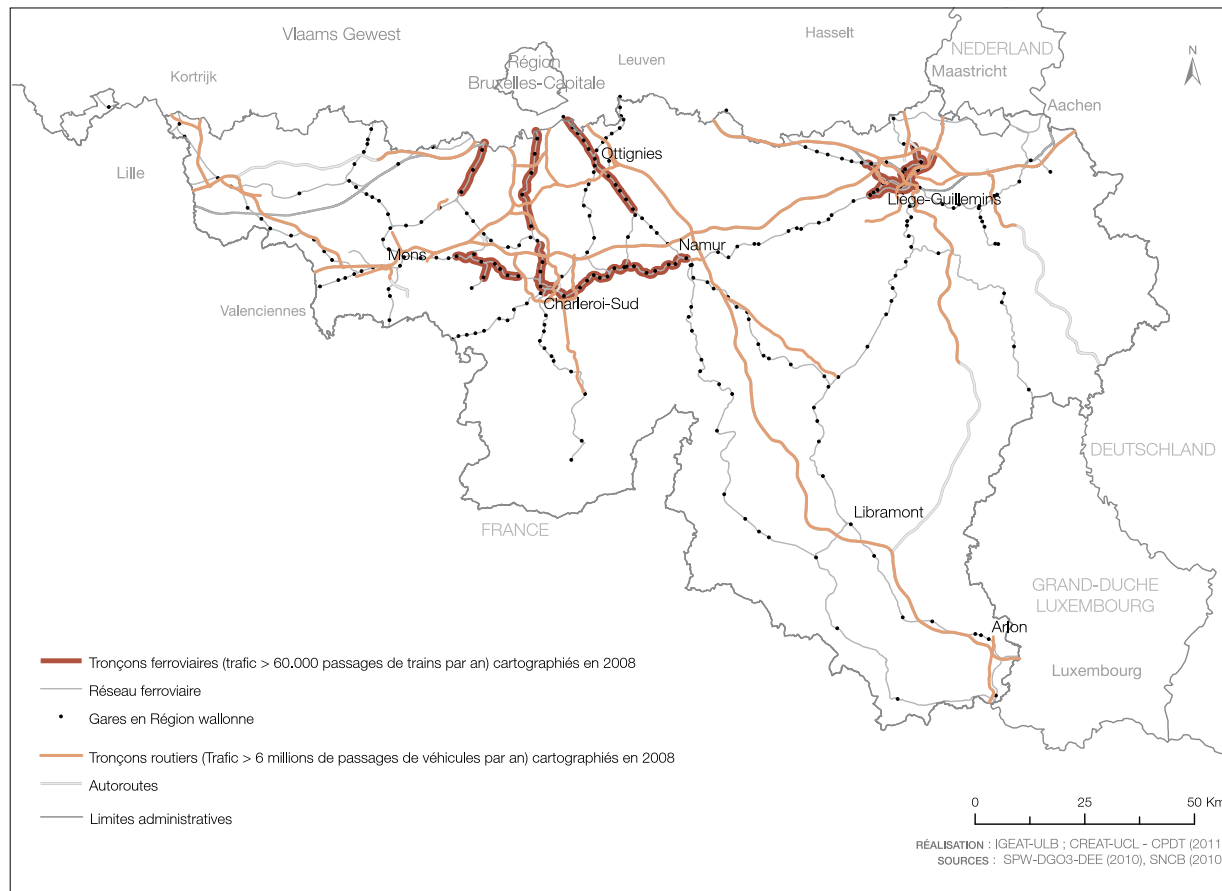 Vlaams Gewest
Hasselt
NEDERLAND
Maastricht
N
Région
Bruxelles-Capitale
Leuven
Kortrijk
Aachen
Lille
Ottignies
Liège-Guillemins
Mons
Namur
Valenciennes
Charleroi-Sud
DEUTSCHLAND
FRANCE
Libramont
GRAND-DUCHE
LUXEMBOURG
Arlon
Luxembourg
Tronçons ferroviaires (trafic > 60.000 passages de trains par an) cartographiés en 2008
Réseau ferroviaire
Gares en Région wallonne
Tronçons routiers (Trafic > 6 millions de passages de véhicules par an) cartographiés en 2008
Autoroutes
Limites administratives
0 25 50 Km
RÉALISATION : IGEAT-ULB ; CREAT-UCL - CPDT (2011
SOURCES : SPW-DGO3-DEE (2010), SNCB (2010